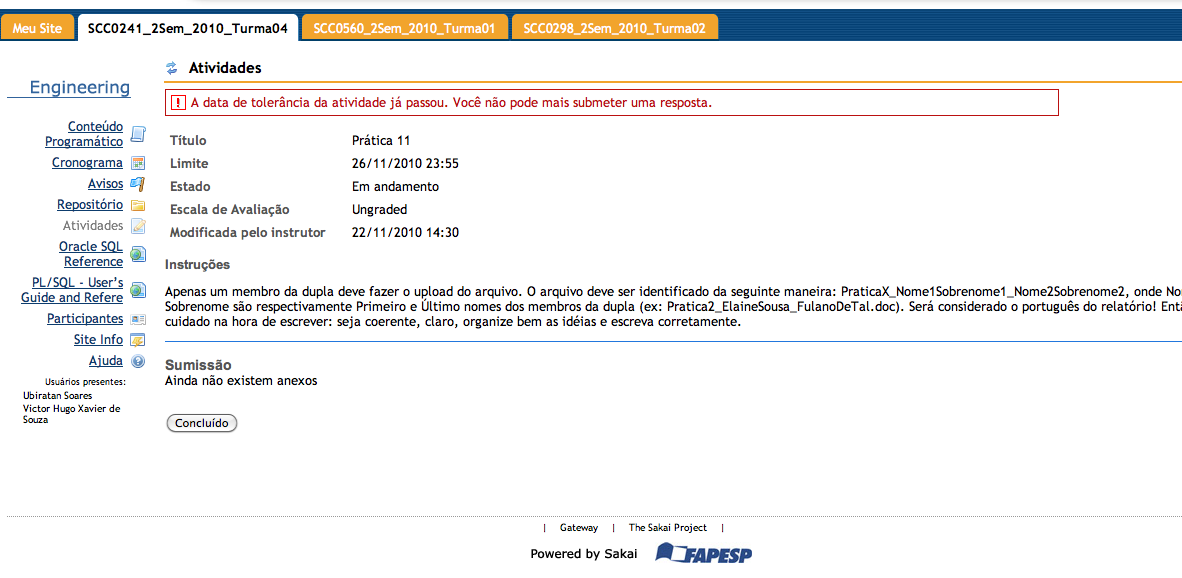 Meu Site SCC0241_2Sem_2010_Turma04 SCC0560_2Sem_2010_Turma01 SCC0298_2Sem_2010_Turma02
Engineering
Conteúdo
Programático
Cronograma
Avisos
Repositório
Atividades
Oracle SQL
Reference
PL/SQL - User's
Guide and Refere
Participantes
Site Info
Ajuda
Usuários presentes:
Ubiratan Soares
Victor Hugo Xavier de
Souza
Atividades
! A data de tolerância da atividade já passou. Você não pode mais submeter uma resposta.
Título Prática 11
Limite 26/11/2010 23:55
Estado Em andamento
Escala de Avaliação Ungraded
Modificada pelo instrutor 22/11/2010 14:30
Instruções
Apenas um membro da dupla deve fazer o upload do arquivo. O arquivo deve ser identificado da seguinte maneira: PraticaX_Nome1Sobrenome1_Nome2Sobrenome2, onde No
Sobrenome são respectivamente Primeiro e Último nomes dos membros da dupla (ex: Pratica2_ElaineSousa_FulanoDeTal.doc). Será considerado o português do relatório! Entã
cuidado na hora de escrever: seja coerente, claro, organize bem as idéias e escreva corretamente.
Sumissão
Ainda não existem anexos
Concluído
| Gateway | The Sakai Project |
Powered by Sakai FAPESP